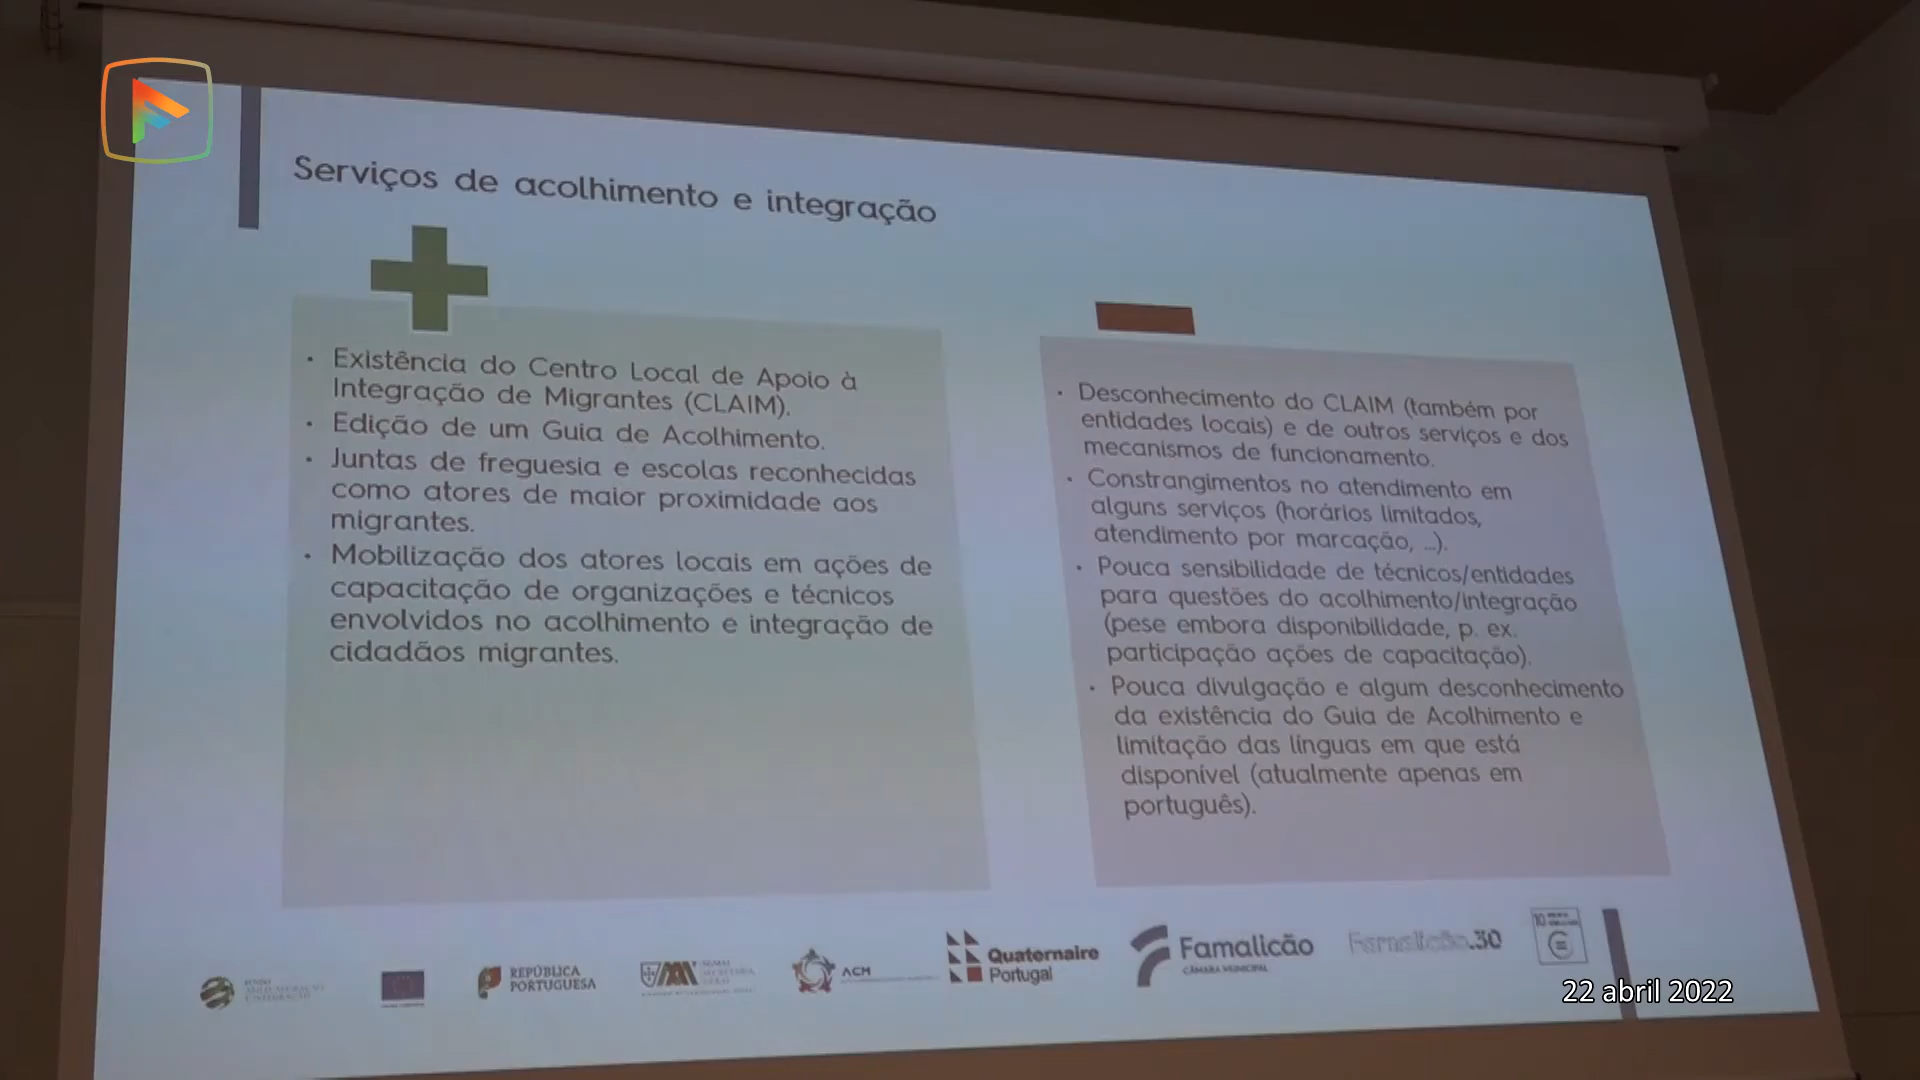 Serviços de acolhimento e integração
• Existência do Centro Local de Apoio à
Integração de Migrantes (CLAIM).
• Edição de um Guia de Acolhimento.
• Juntas de freguesia e escolas reconhecidas
como atores de maior proximidade aos
migrantes.
• Mobilização dos atores locais em ações de
capacitação de organizações e técnicos
envolvidos no acolhimento e integração de
cidadãos migrantes.
• Desconhecimento do CLAIM (também por
entidades locais) e de outros serviços e dos
mecanismos de funcionamento.
• Constrangimentos no atendimento em
alguns serviços (horários limitados,
atendimento por marcação, ...).
• Pouca sensibilidade de técnicos/entidades
para questões do acolhimento/integração
(pese embora disponibilidade, p. ex.
participação ações de capacitação).
• Pouca divulgação e algum desconhecimento
da existência do Guia de Acolhimento e
limitação das línguas em que está
disponível (atualmente apenas em
português).
REPÚBLICA
PORTUGUESA
ACM
Quaternaire
Portugal
Famalicão
CÂMARA MUNICIPAL
Famalicão.30
10
22 abril 2022